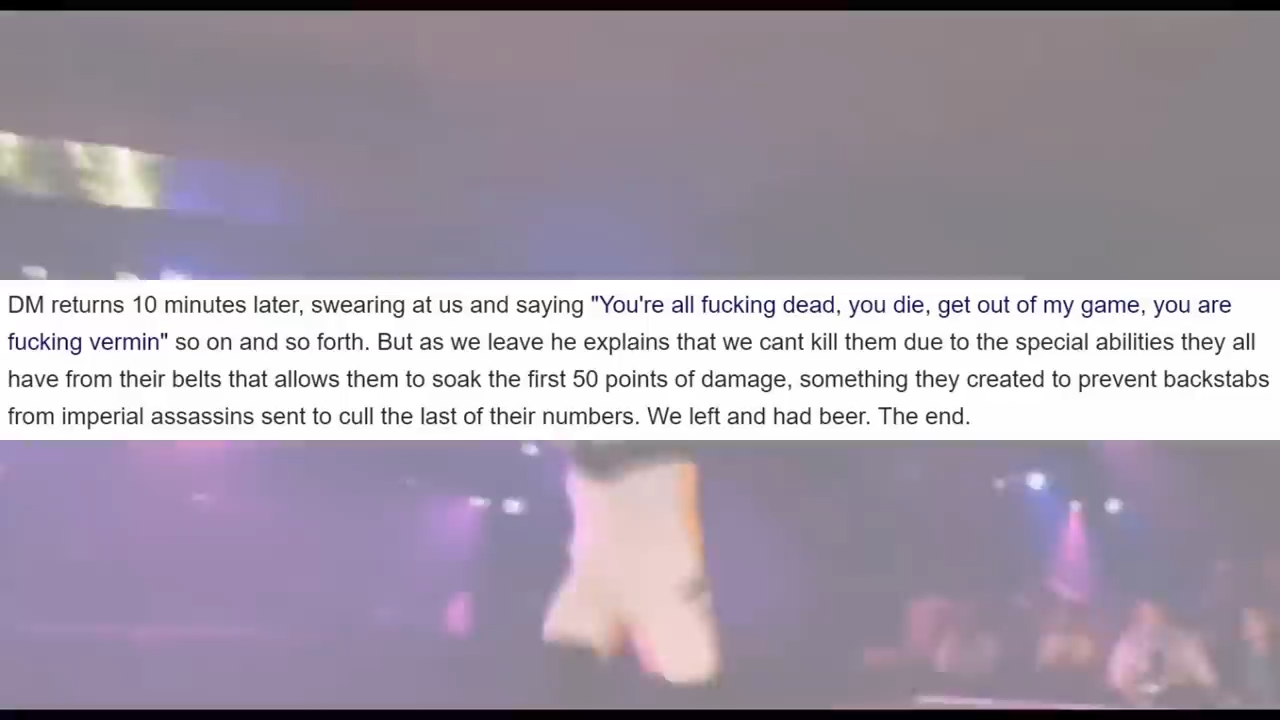 DM returns 10 minutes later, swearing at us and saying "You're all fucking dead, you die, get out of my game, you are
fucking vermin" so on and so forth. But as we leave he explains that we cant kill them due to the special abilities they all
have from their belts that allows them to soak the first 50 points of damage, something they created to prevent backstabs
from imperial assassins sent to cull the last of their numbers. We left and had beer. The end.